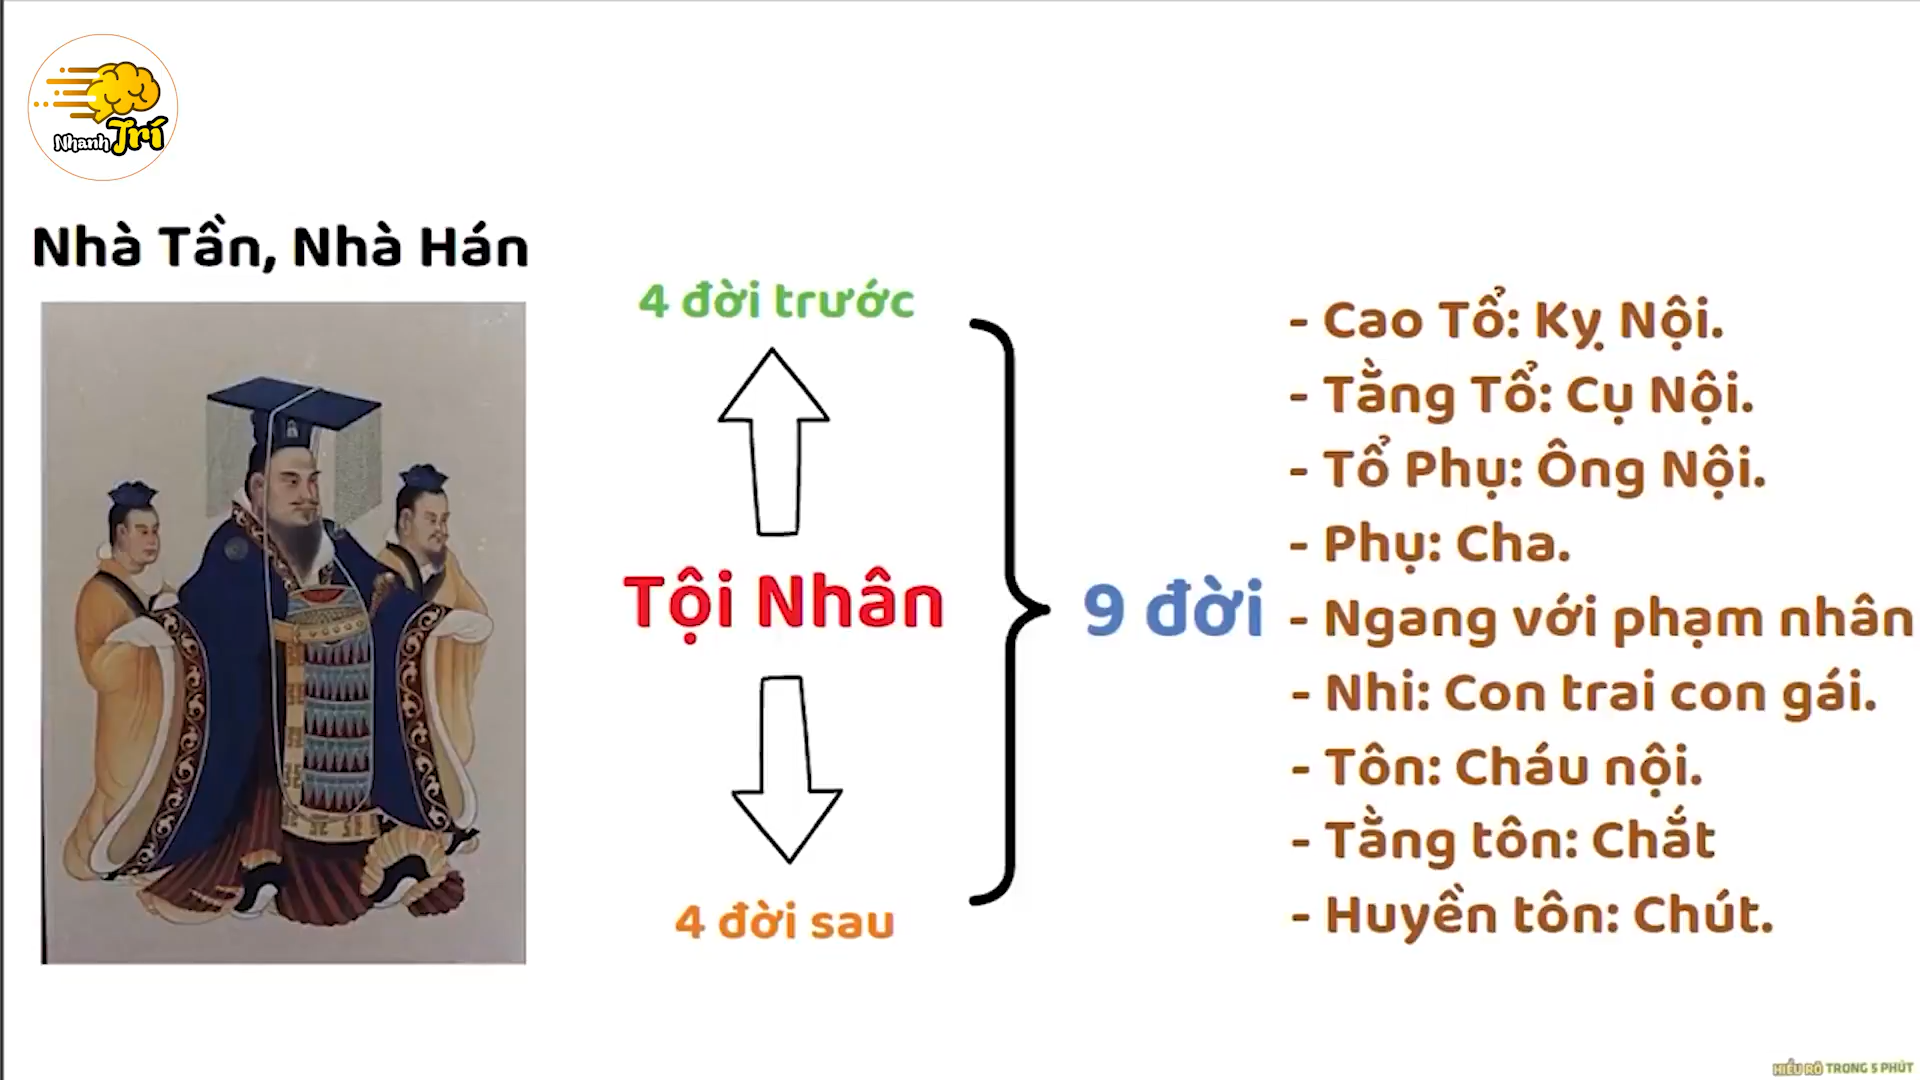 Nhanh Trí
Nhà Tần, Nhà Hán
4 đời trước
Tội Nhân
4 đời sau
9 đời
- Cao Tổ: Kỵ Nội.
- Tằng Tổ: Cụ Nội.
- Tổ Phụ: Ông Nội.
- Phụ: Cha.
- Ngang với phạm nhân
- Nhi: Con trai con gái.
- Tôn: Cháu nội.
- Tằng tôn: Chắt
- Huyền tôn: Chút.
HIỂU RÕ TRONG 5 PHÚT